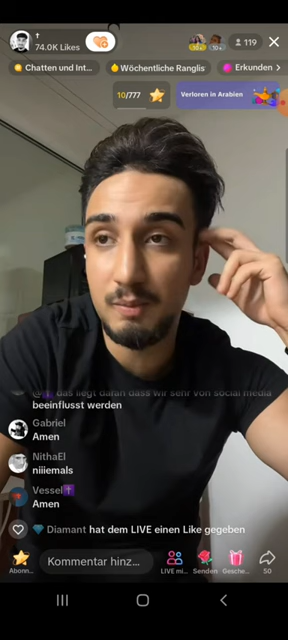 †
74.0K Likes
119
Chatten und Int...
Wöchentliche Ranglis
Erkunden
10/777
Verloren in Arabien
das liegt daran dass wir sehr von social media
beeinflusst werden
Gabriel
Amen
NithaEl
niiiemals
Vessel✝️
Amen
Diamant hat dem LIVE einen Like gegeben
Kommentar hinz...
Abonn...
LIVE mi...
Senden
Gesche...
50